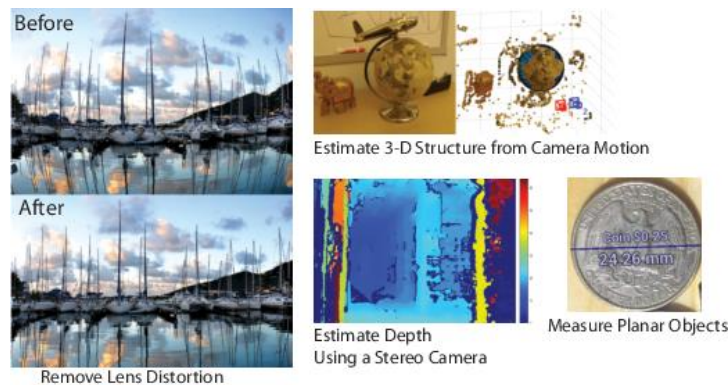 Before
After
Remove Lens Distortion
Estimate 3-D Structure from Camera Motion
Estimate Depth
Using a Stereo Camera
Coin $0.25
24.26 mm
Measure Planar Objects